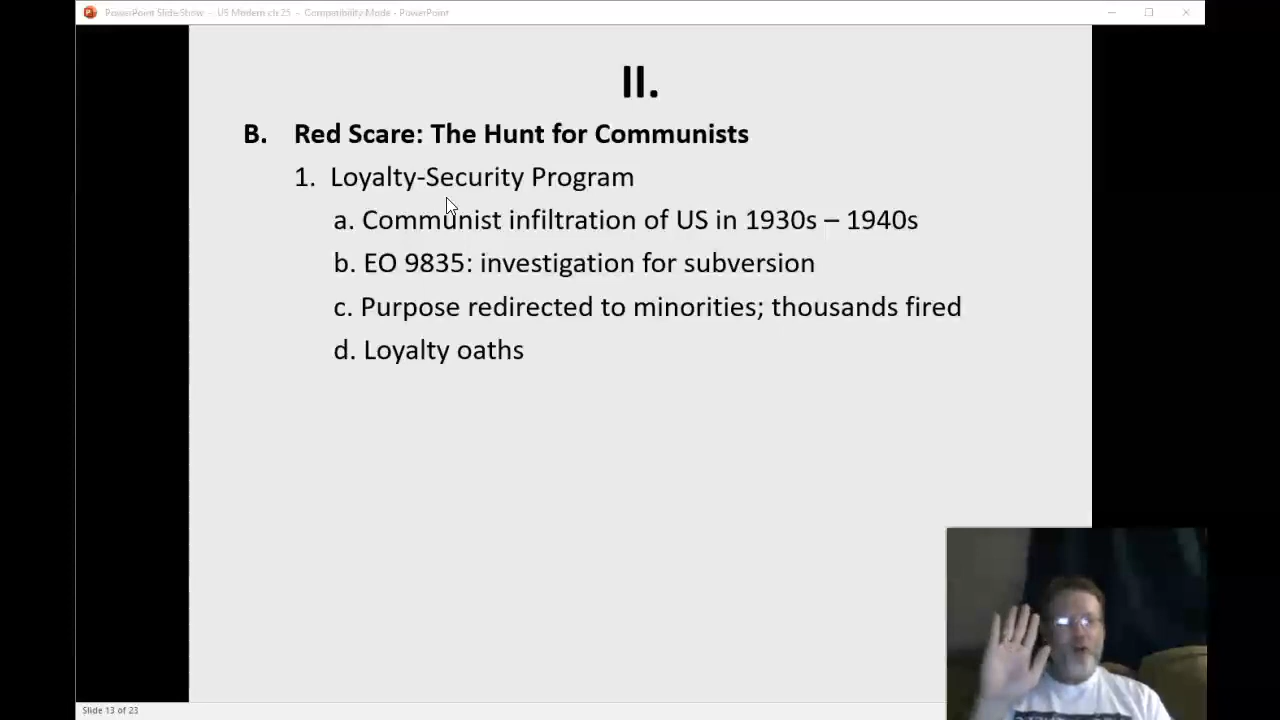 PowerPoint Slide Show - US Modern ch 25 - Compatibility Mode - PowerPoint
II.
B. Red Scare: The Hunt for Communists
1. Loyalty-Security Program
a. Communist infiltration of US in 1930s – 1940s
b. EO 9835: investigation for subversion
c. Purpose redirected to minorities; thousands fired
d. Loyalty oaths
Slide 13 of 23